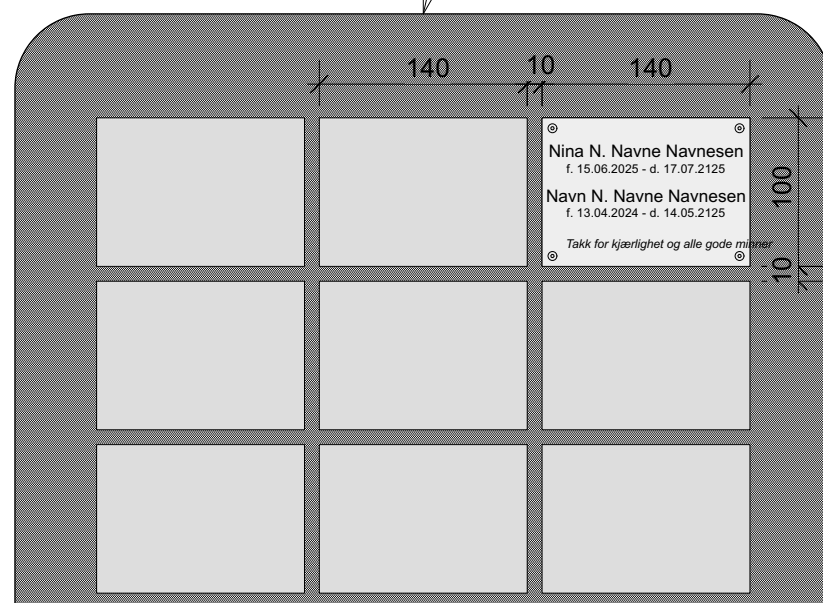 140 10 140
Nina N. Navne Navnesen
f. 15.06.2025 - d. 17.07.2125
Navn N. Navne Navnesen
f. 13.04.2024 - d. 14.05.2125
Takk for kjærlighet og alle gode minner
100
10